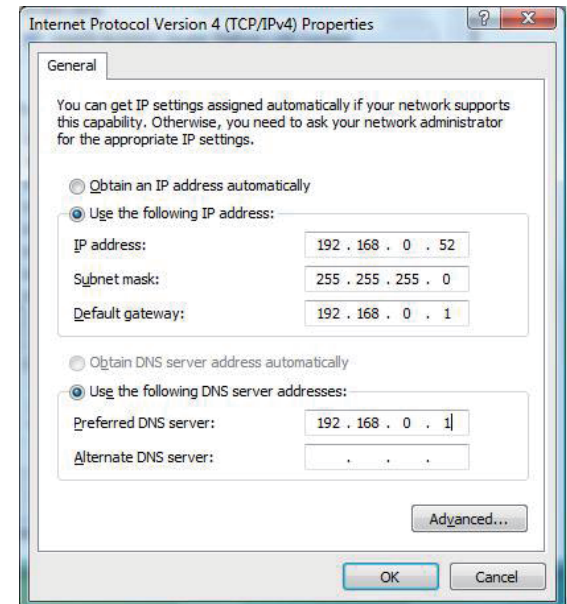 Internet Protocol Version 4 (TCP/IPv4) Properties
General
You can get IP settings assigned automatically if your network supports
this capability. Otherwise, you need to ask your network administrator
for the appropriate IP settings.
Obtain an IP address automatically
Use the following IP address:
IP address: 192 . 168 . 0 . 52
Subnet mask: 255 . 255 . 255 . 0
Default gateway: 192 . 168 . 0 . 1
Obtain DNS server address automatically
Use the following DNS server addresses:
Preferred DNS server: 192 . 168 . 0 . 1
Alternate DNS server: . . .
Advanced...
OK Cancel